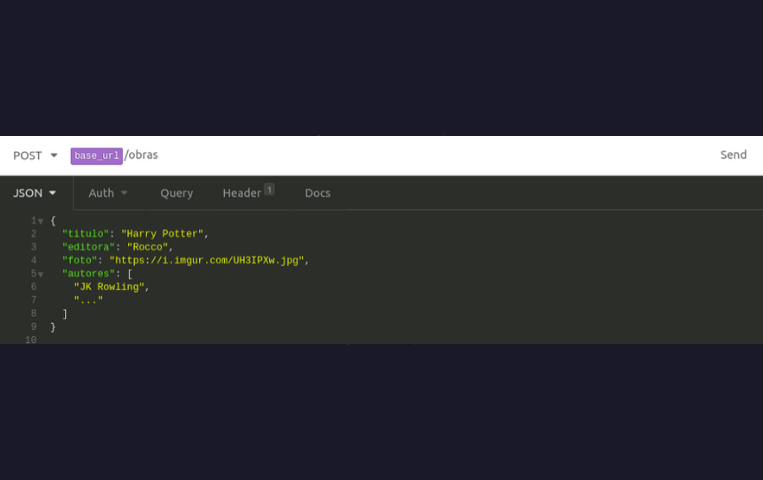 POST base_url/obras Send
JSON Auth Query Header 1 Docs
1 {
2 "titulo": "Harry Potter",
3 "editora": "Rocco",
4 "foto": "https://i.imgur.com/UH3IPXw.jpg",
5 "autores": [
6 "JK Rowling",
7 "..."
8 ]
9 }
10